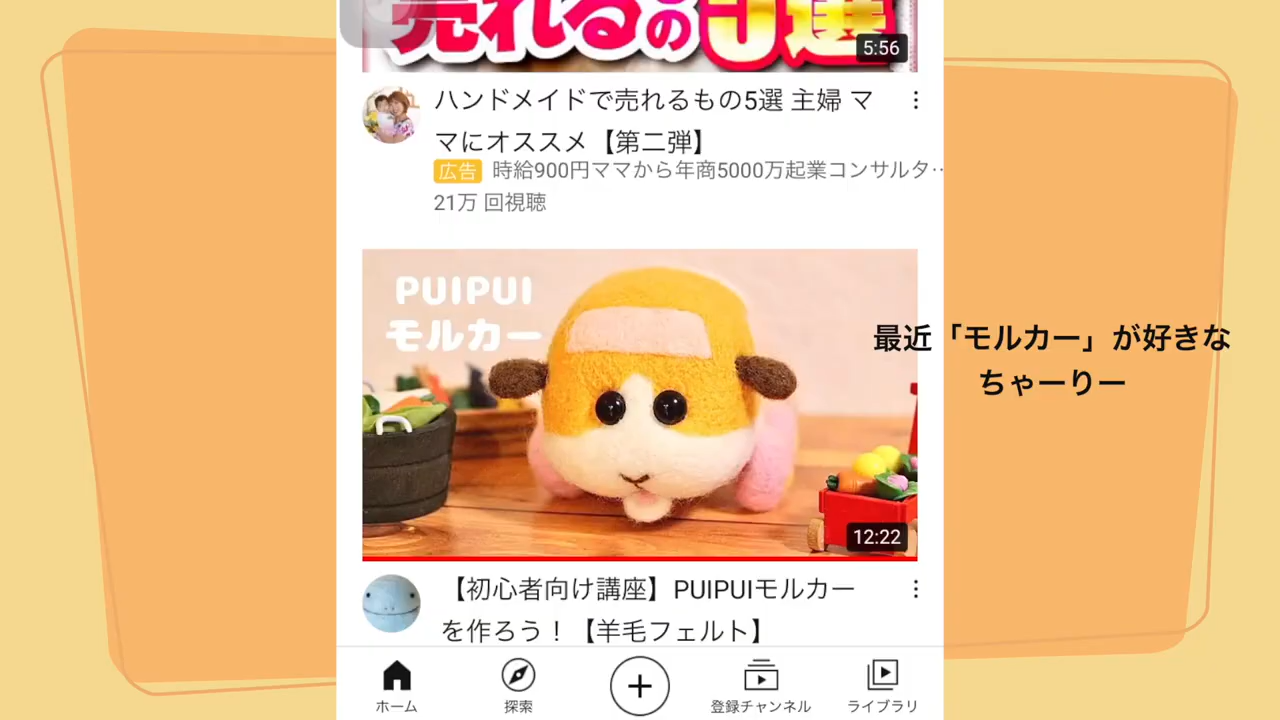 売れるの5選
5:56
ハンドメイドで売れるもの5選 主婦 マ
マにオススメ【第二弾】
広告 時給900円ママから年商5000万起業コンサルタ…
21万 回視聴
PUIPUI
モルカー
12:22
最近「モルカー」が好きな
ちゃーりー
【初心者向け講座】PUIPUIモルカー
を作ろう！【羊毛フェルト】
ホーム
探索
登録チャンネル
ライブラリ